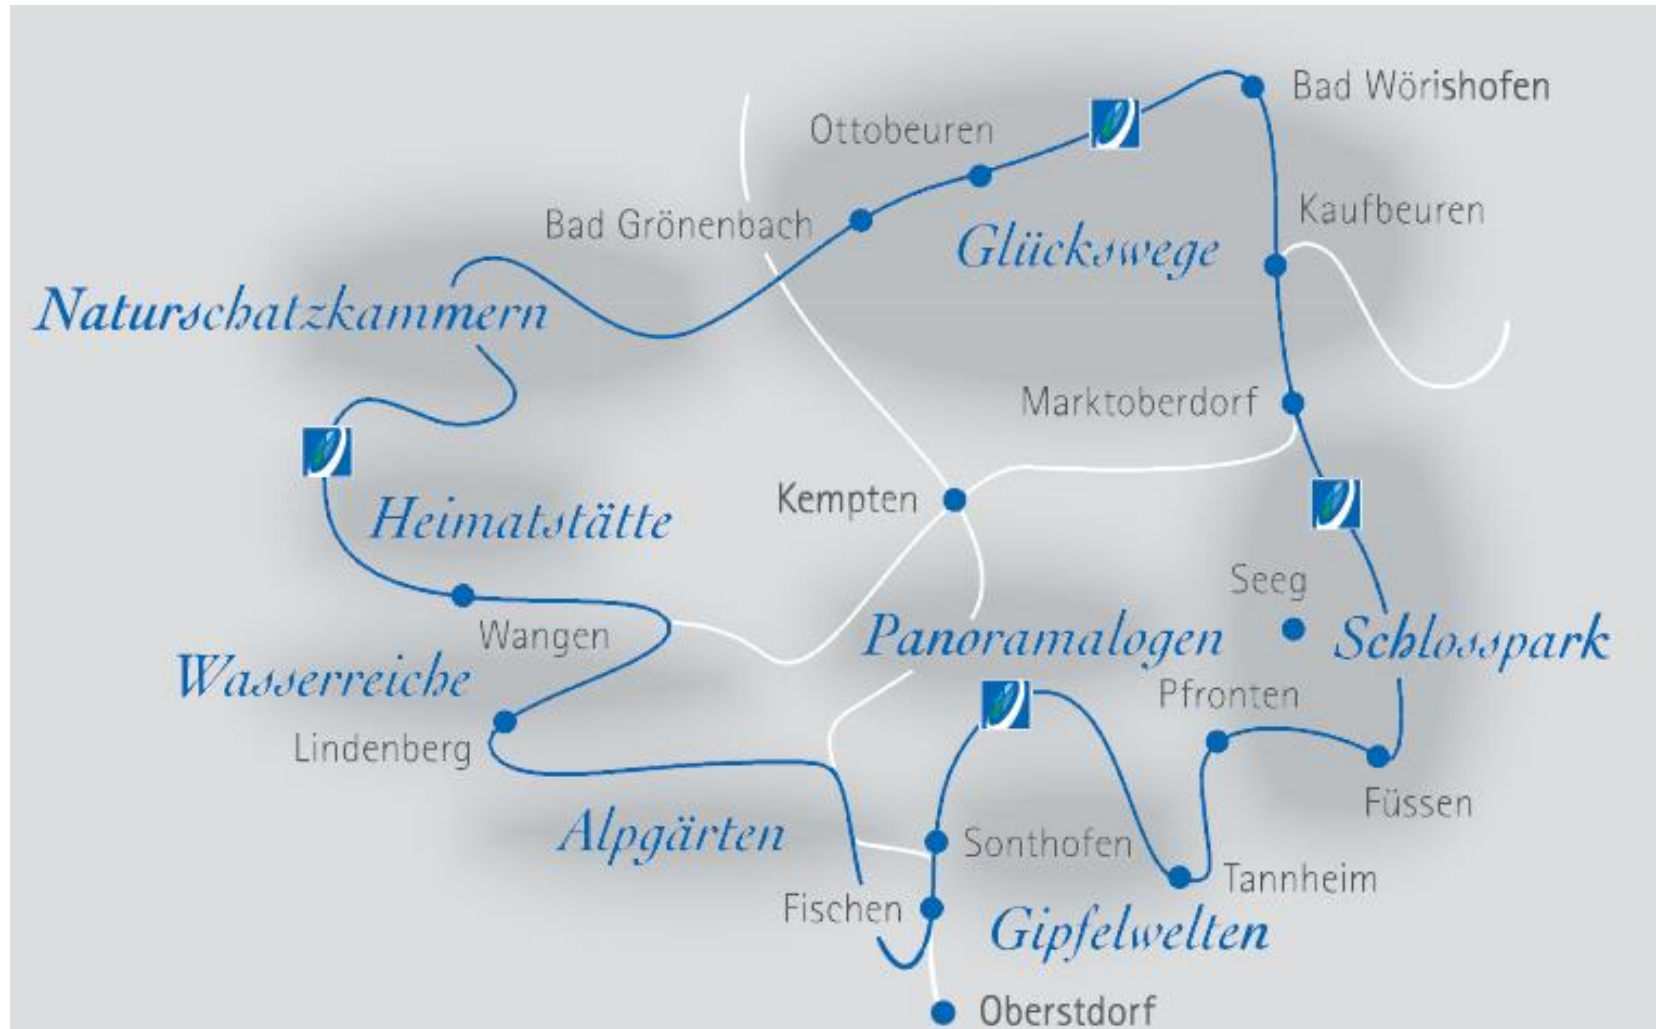 Bad Wörishofen
Ottobeuren
Kaufbeuren
Bad Grönenbach
Glückswege
Naturschatzkammern
Marktoberdorf
Kempten
Heimatstätte
Seeg
Wangen
Panoramalogen
Schlosspark
Wasserreiche
Pfronten
Lindenberg
Füssen
Alpgärten
Sonthofen
Tannheim
Fischen
Gipfelwelten
Oberstdorf